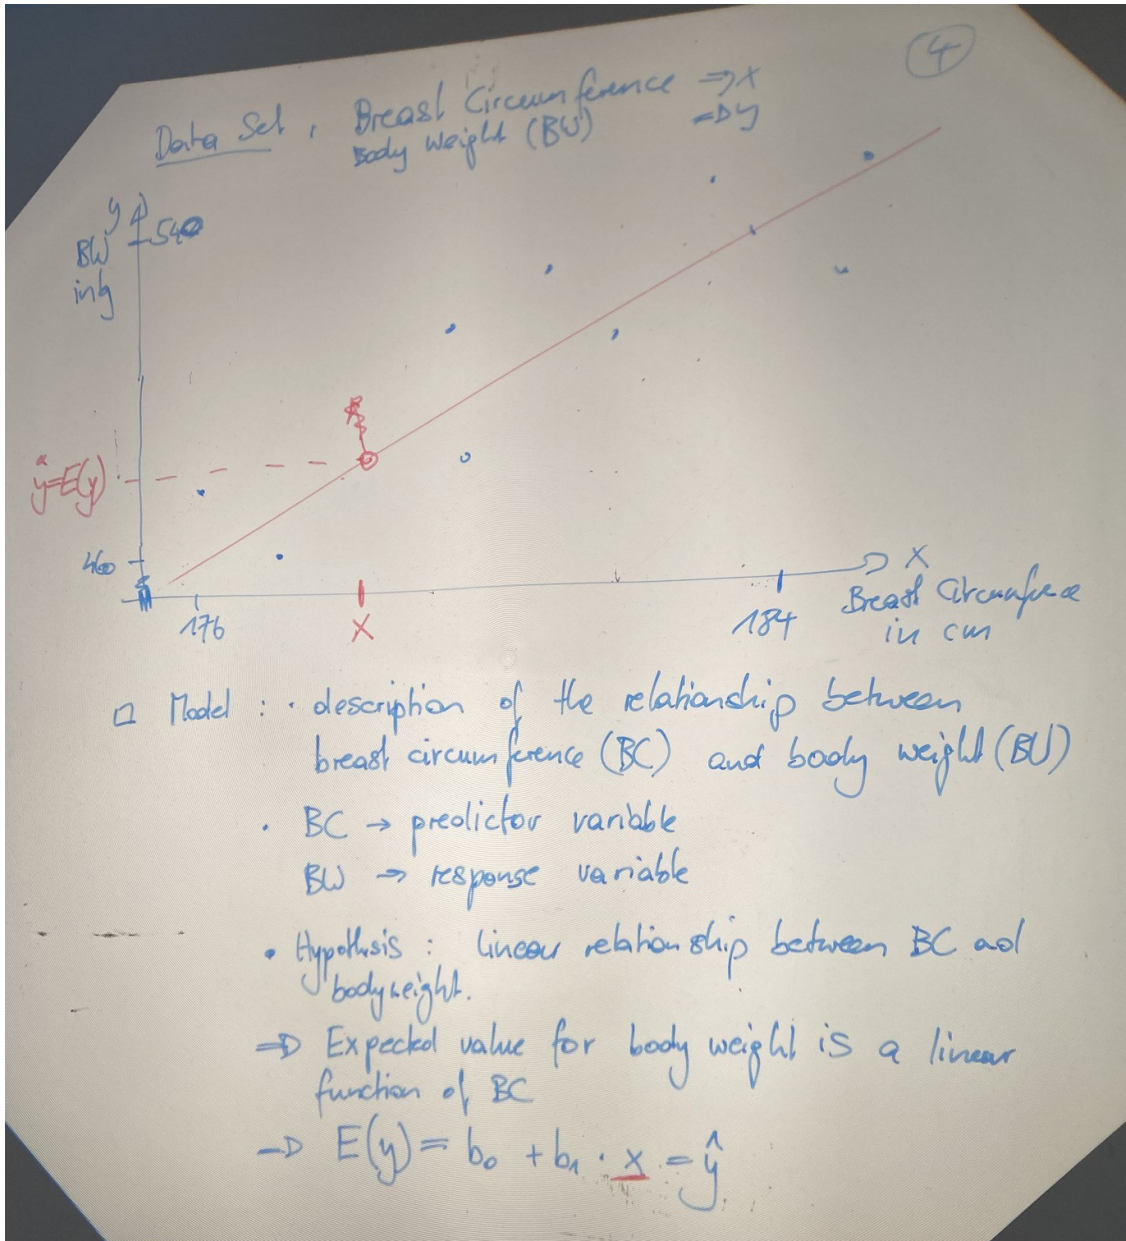 4
Data Set, Breast Circumference ⇒ x
Body Weight (BW) ⇒ y
y
BW
in kg
540
ŷ = E(y)
460
176
X
184
X
Breast Circumference
in cm
□ Model : · description of the relationship between
breast circumference (BC) and body weight (BW)
· BC → predictor variable
BW → response variable
• Hypothesis : linear relationship between BC and
bodyweight.
⇒ Expected value for body weight is a linear
function of BC
→ E(y) = b₀ + b₁ · x = ŷ